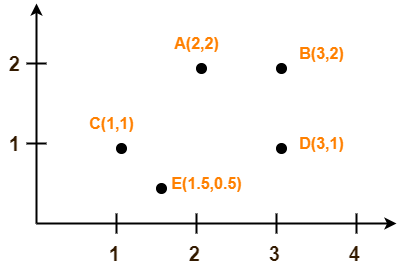 A(2,2)
B(3,2)
2
C(1,1)
D(3,1)
1
E(1.5,0.5)
1 2 3 4